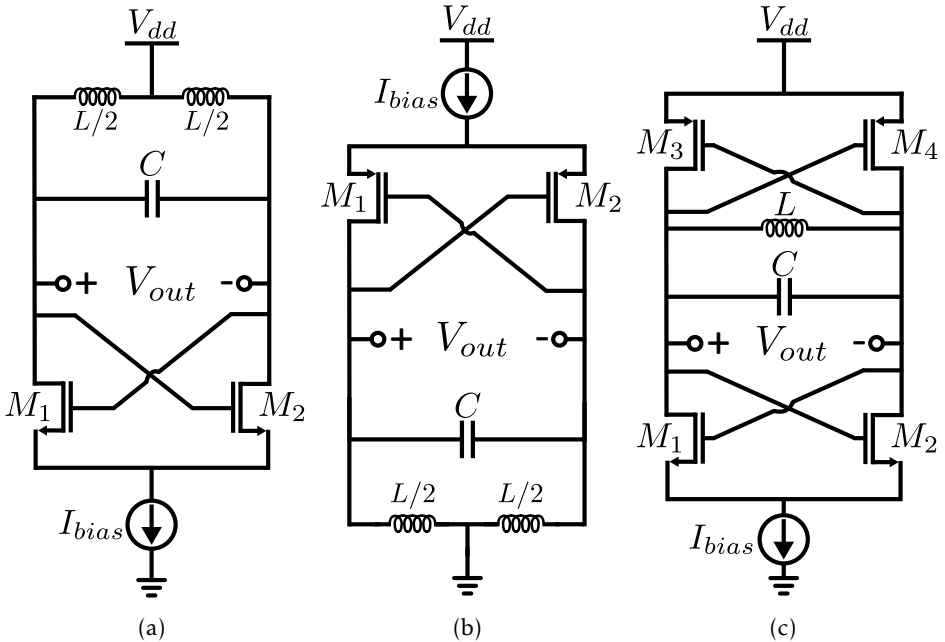 V_dd
L/2 L/2
C
+ V_out -
M_1 M_2
I_bias
(a)
V_dd
I_bias
M_1 M_2
+ V_out -
C
L/2 L/2
(b)
V_dd
M_3 M_4
L
C
+ V_out -
M_1 M_2
I_bias
(c)